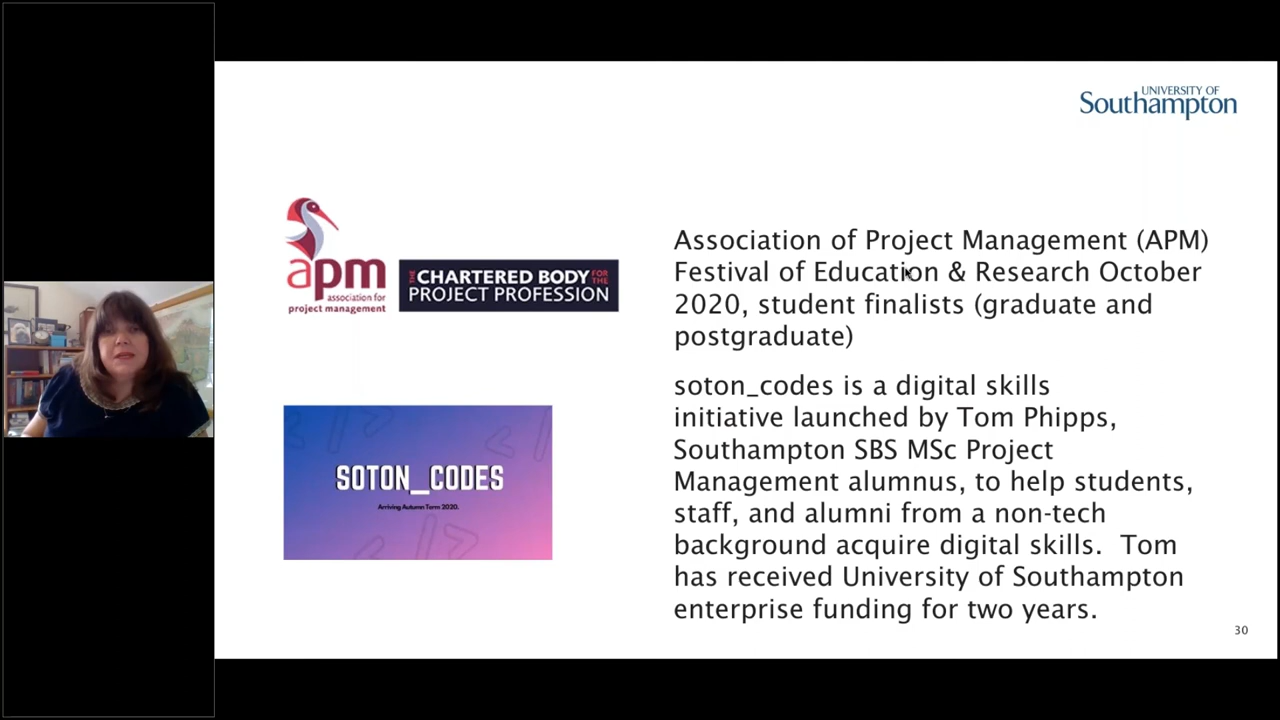 UNIVERSITY OF
Southampton
apm
association for
project management
THE CHARTERED BODY FOR THE
PROJECT PROFESSION
Association of Project Management (APM)
Festival of Education & Research October
2020, student finalists (graduate and
postgraduate)
SOTON_CODES
Arriving Autumn Term 2020.
soton_codes is a digital skills
initiative launched by Tom Phipps,
Southampton SBS MSc Project
Management alumnus, to help students,
staff, and alumni from a non-tech
background acquire digital skills.  Tom
has received University of Southampton
enterprise funding for two years.
30